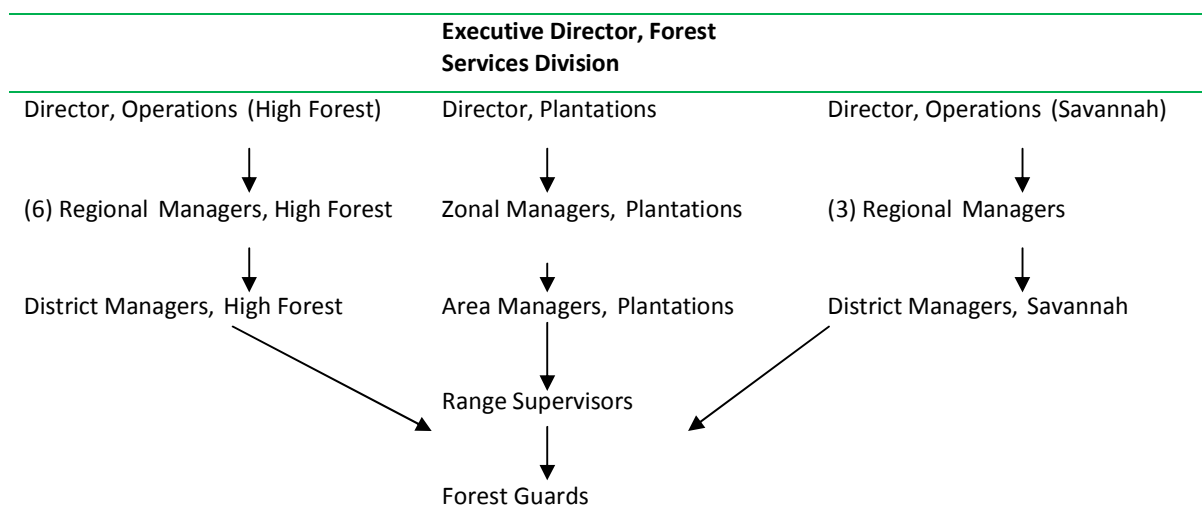 Executive Director, Forest
Services Division
Director, Operations (High Forest) Director, Plantations Director, Operations (Savannah)
(6) Regional Managers, High Forest Zonal Managers, Plantations (3) Regional Managers
District Managers, High Forest Area Managers, Plantations District Managers, Savannah
Range Supervisors
Forest Guards